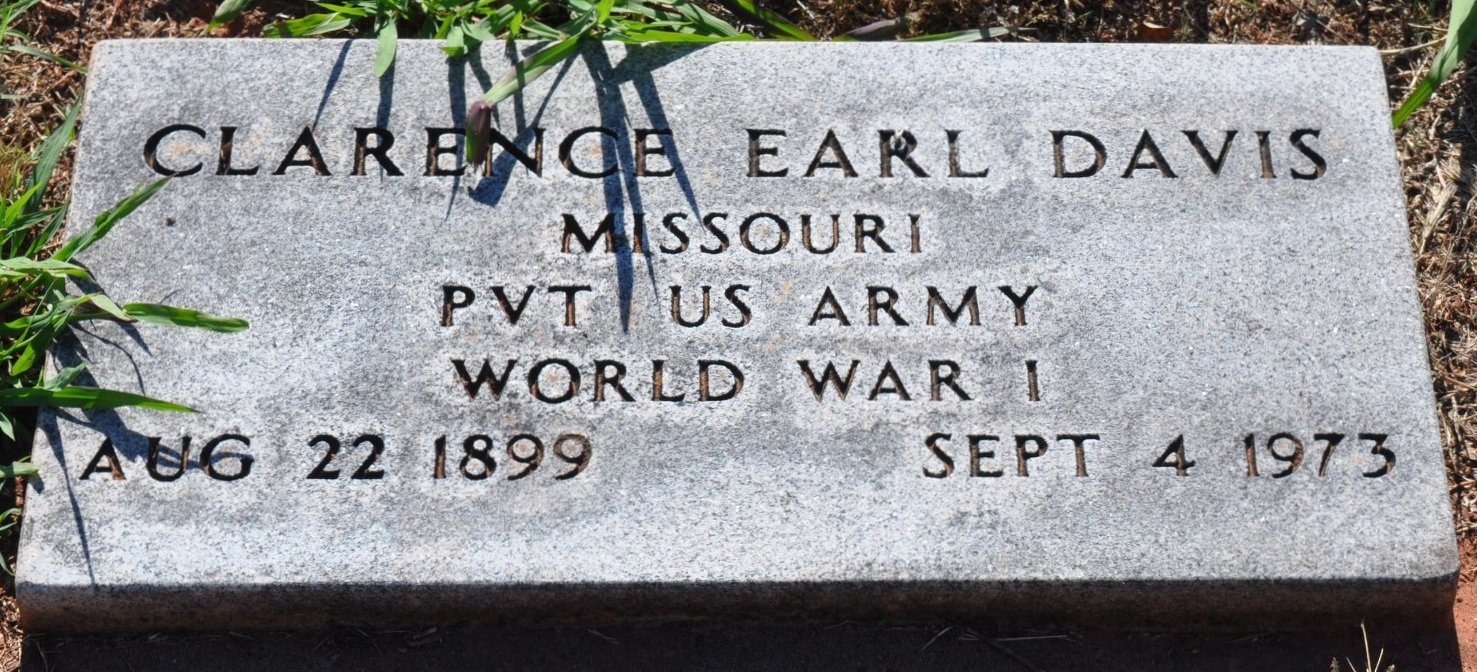 CLARENCE EARL DAVIS
MISSOURI
PVT US ARMY
WORLD WAR I
AUG 22 1899 SEPT 4 1973